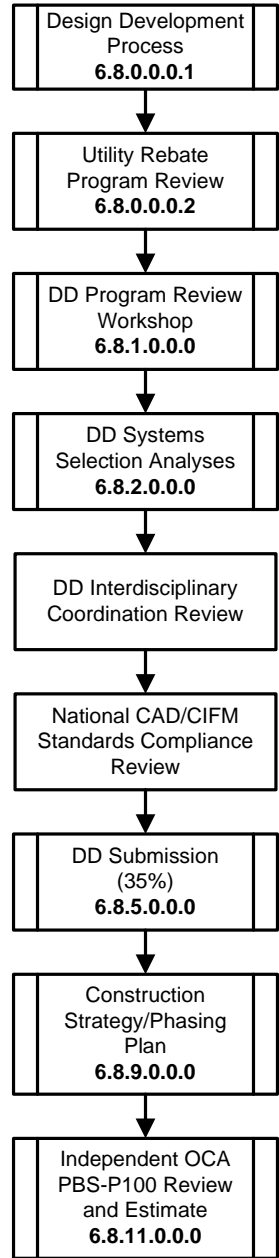 Design Development
Process
6.8.0.0.0.1
Utility Rebate
Program Review
6.8.0.0.0.2
DD Program Review
Workshop
6.8.1.0.0.0
DD Systems
Selection Analyses
6.8.2.0.0.0
DD Interdisciplinary
Coordination Review
National CAD/CIFM
Standards Compliance
Review
DD Submission
(35%)
6.8.5.0.0.0
Construction
Strategy/Phasing
Plan
6.8.9.0.0.0
Independent OCA
PBS-P100 Review
and Estimate
6.8.11.0.0.0